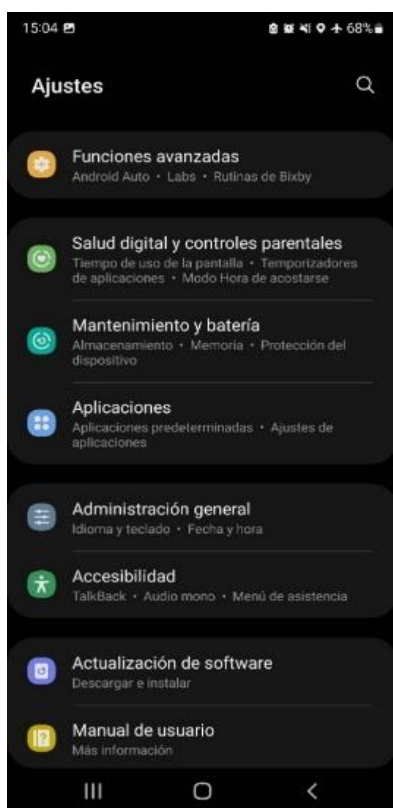 15:04 68%
Ajustes
Funciones avanzadas
Android Auto • Labs • Rutinas de Bixby
Salud digital y controles parentales
Tiempo de uso de la pantalla • Temporizadores
de aplicaciones • Modo Hora de acostarse
Mantenimiento y batería
Almacenamiento • Memoria • Protección del
dispositivo
Aplicaciones
Aplicaciones predeterminadas • Ajustes de
aplicaciones
Administración general
Idioma y teclado • Fecha y hora
Accesibilidad
TalkBack • Audio mono • Menú de asistencia
Actualización de software
Descargar e instalar
Manual de usuario
Más información